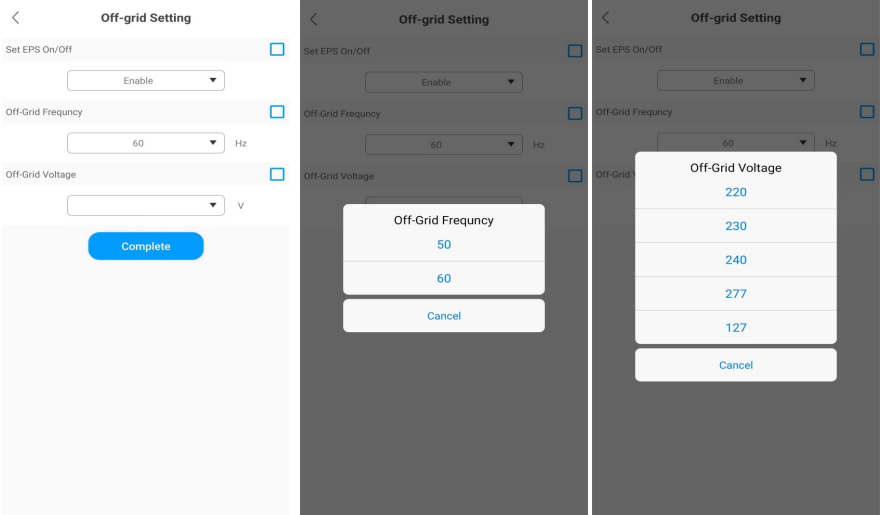 Off-grid Setting
Set EPS On/Off
Enable
Off-Grid Frequncy
60 Hz
Off-Grid Voltage
V
Complete
Off-grid Setting
Set EPS On/Off
Enable
Off-Grid Frequncy
60 Hz
Off-Grid Voltage
Off-Grid Frequncy
50
60
Cancel
Off-grid Setting
Set EPS On/Off
Enable
Off-Grid Frequncy
60 Hz
Off-Grid V
Off-Grid Voltage
220
230
240
277
127
Cancel